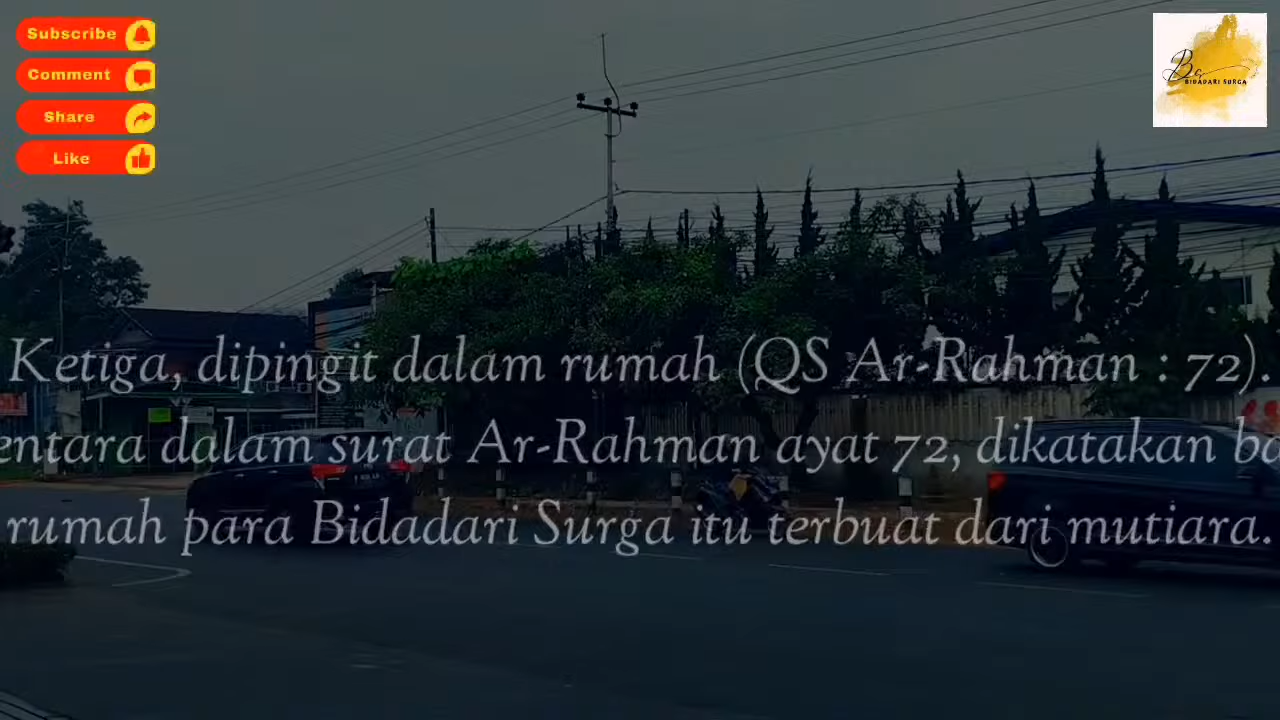 Subscribe
Comment
Share
Like
Bs
BIDADARI SURGA
Ketiga, dipingit dalam rumah (QS Ar-Rahman : 72).
entara dalam surat Ar-Rahman ayat 72, dikatakan ba
rumah para Bidadari Surga itu terbuat dari mutiara.